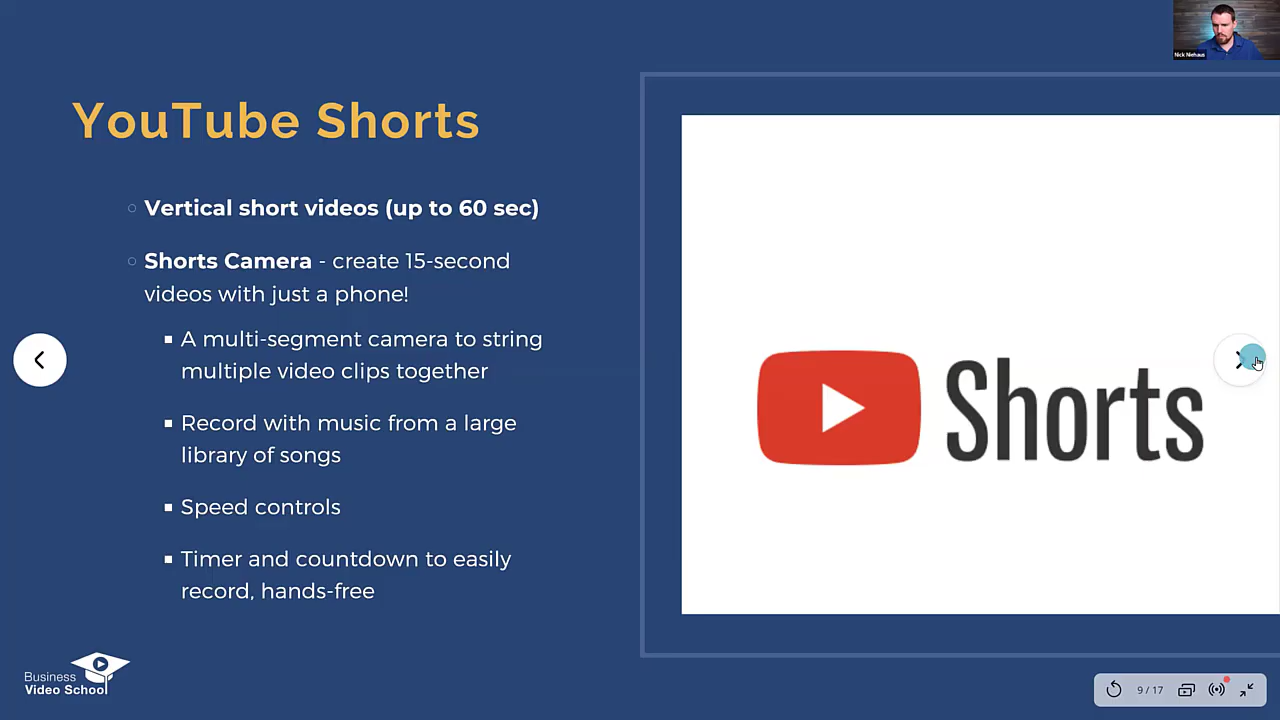 Nick Niehaus
YouTube Shorts
Vertical short videos (up to 60 sec)
Shorts Camera - create 15-second
videos with just a phone!
A multi-segment camera to string
multiple video clips together
Record with music from a large
library of songs
Speed controls
Timer and countdown to easily
record, hands-free
Shorts
Business
Video School
9 / 17